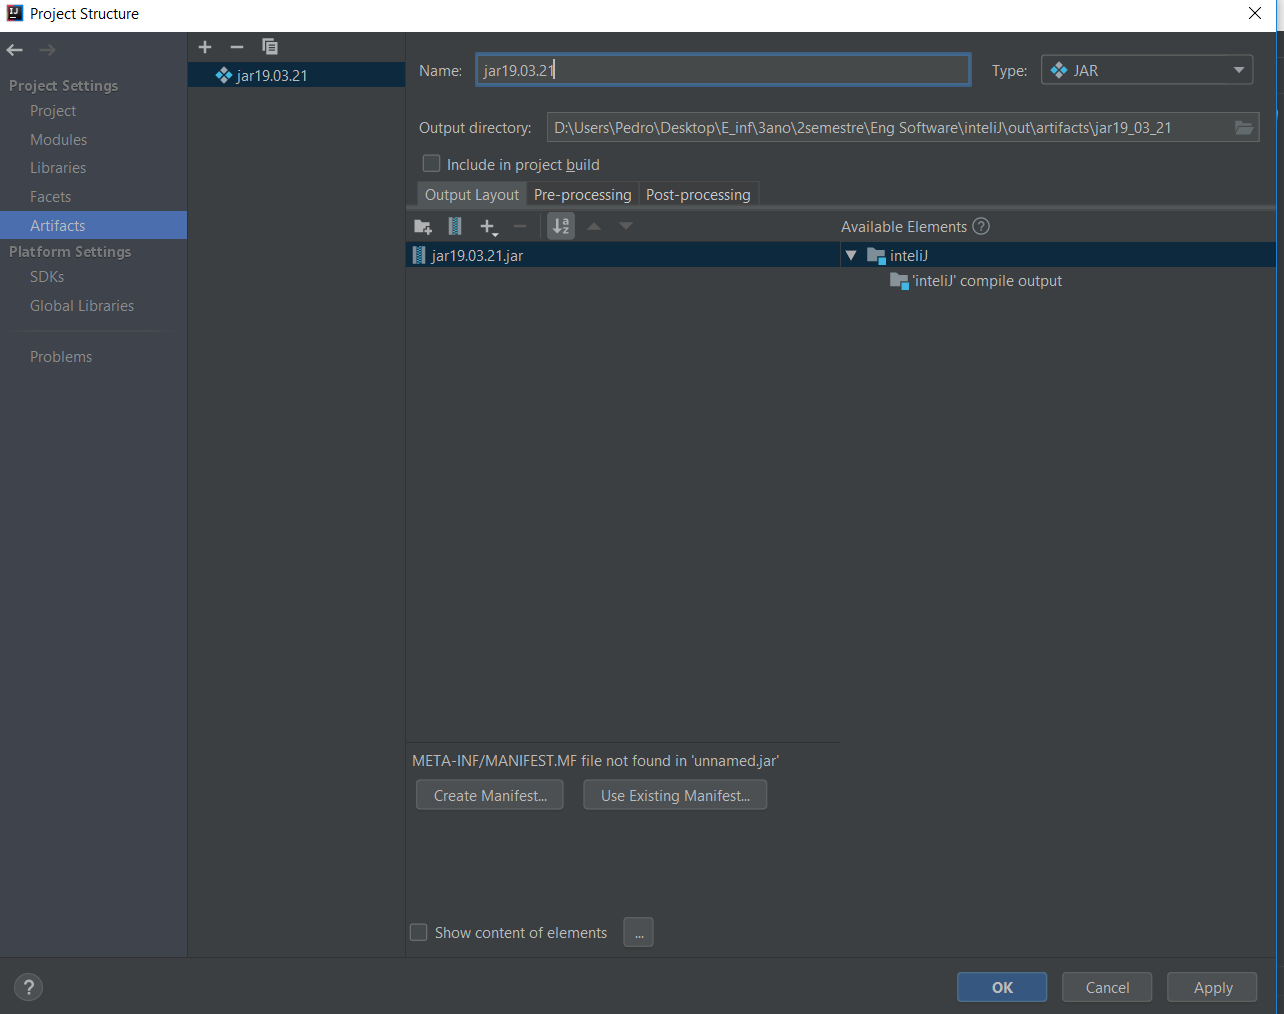 Project Structure
Project Settings
Project
Modules
Libraries
Facets
Artifacts
Platform Settings
SDKs
Global Libraries
Problems
jar19.03.21
Name: jar19.03.21 Type: JAR
Output directory: D:\Users\Pedro\Desktop\E_inf\3ano\2semestre\Eng Software\inteliJ\out\artifacts\jar19_03_21
Include in project build
Output Layout Pre-processing Post-processing
Available Elements ?
jar19.03.21.jar
inteliJ
'inteliJ' compile output
META-INF/MANIFEST.MF file not found in 'unnamed.jar'
Create Manifest... Use Existing Manifest...
Show content of elements ...
? OK Cancel Apply